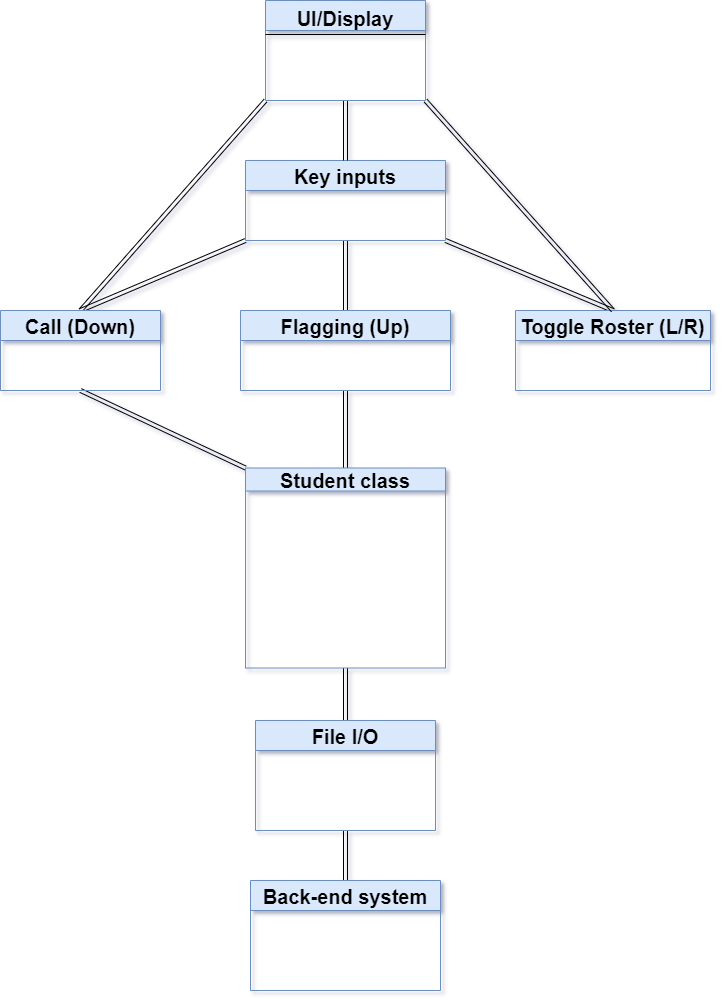 UI/Display
Key inputs
Call (Down)
Flagging (Up)
Toggle Roster (L/R)
Student class
File I/O
Back-end system